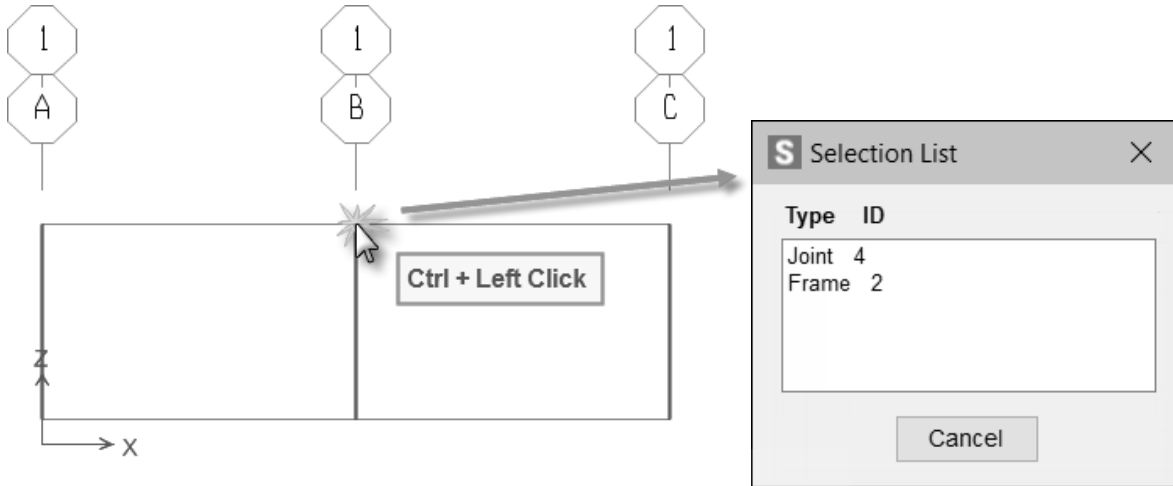 1 1 1
A B C
S Selection List
Type ID
Joint 4
Frame 2
Ctrl + Left Click
Z
X
Cancel